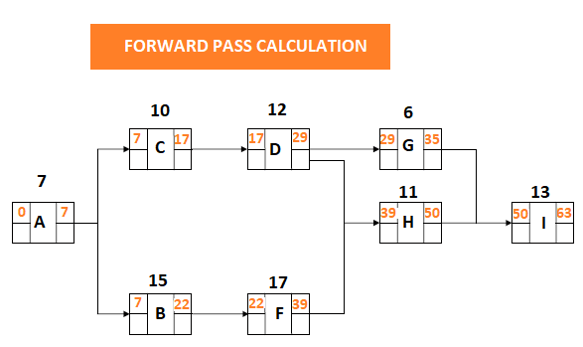 FORWARD PASS CALCULATION
10 12 6
7 C 17 17 D 29 29 G 35
7 11 13
0 A 7 39 H 50 50 I 63
15 17
7 B 22 22 F 39